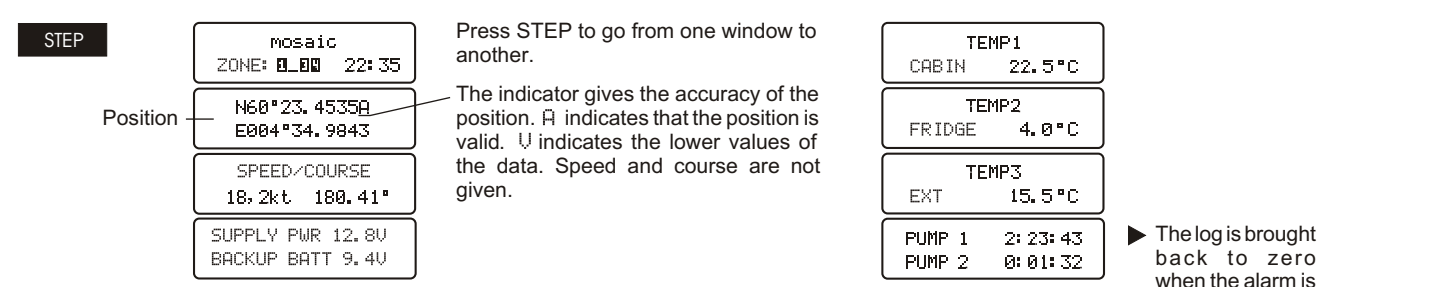 STEP
mosaic
ZONE: 1_34 22:35
Position
N60°23.4535A
E004°34.9843
SPEED/COURSE
18,2kt 180.41°
SUPPLY PWR 12.8V
BACKUP BATT 9.4V
Press STEP to go from one window to
another.
The indicator gives the accuracy of the
position. A indicates that the position is
valid. V indicates the lower values of
the data. Speed and course are not
given.
TEMP1
CABIN 22.5°C
TEMP2
FRIDGE 4.0°C
TEMP3
EXT 15.5°C
PUMP 1 2:23:43
PUMP 2 0:01:32
The log is brought
back to zero
when the alarm is